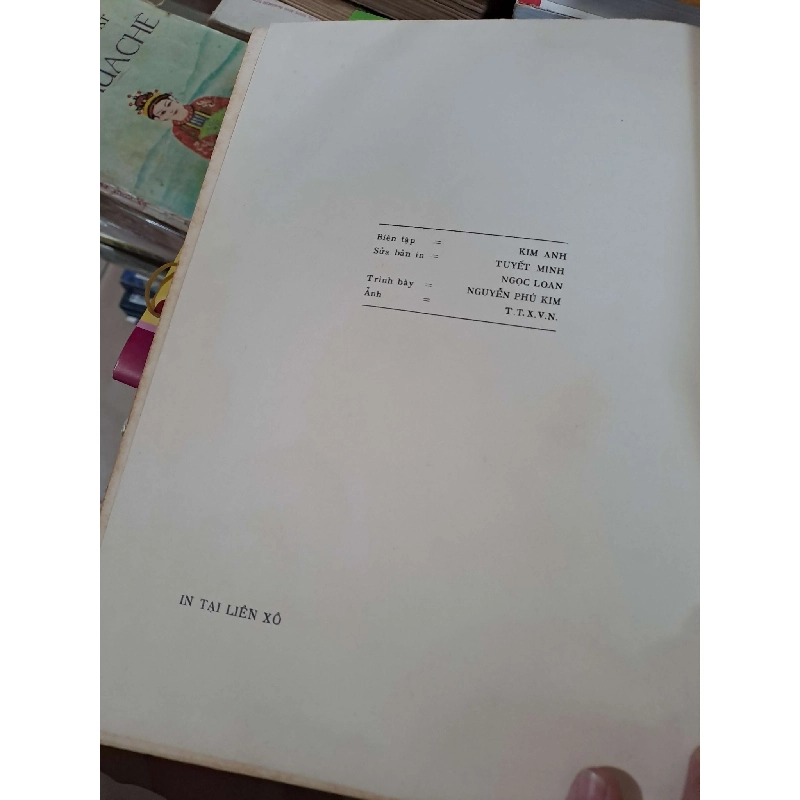 UACHÊ
Biên tập = KIM ANH
Sửa bản in = TUYẾT MINH
NGỌC LOAN
Trình bày = NGUYỄN PHÚ KIM
Ảnh = T.T.X.V.N.
IN TẠI LIÊN XÔ